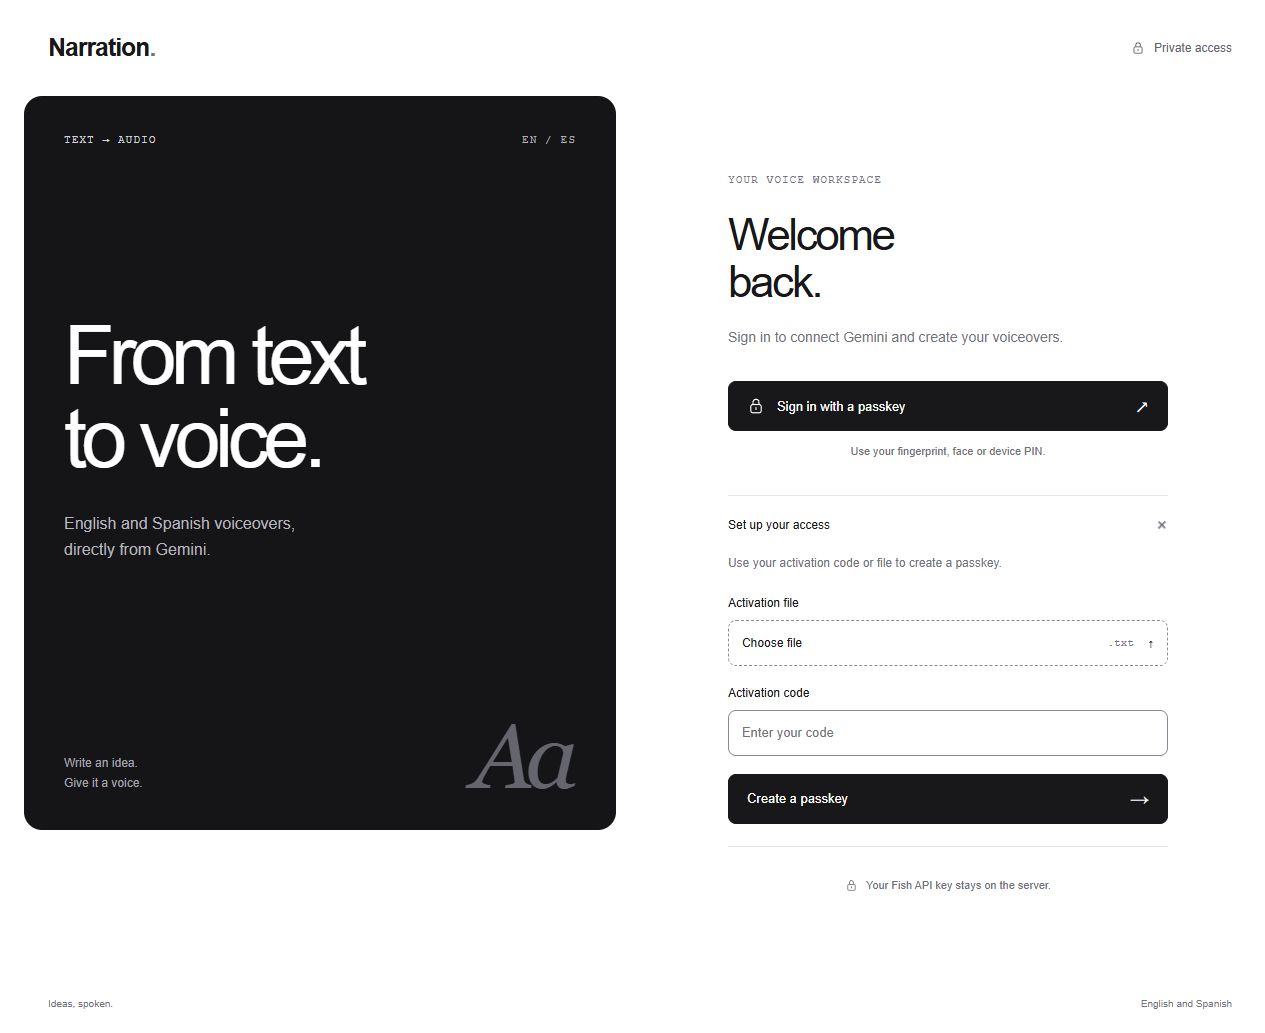 Narration.
Private access
TEXT → AUDIO
EN / ES
From text
to voice.
English and Spanish voiceovers,
directly from Gemini.
Write an idea.
Give it a voice.
Aa
YOUR VOICE WORKSPACE
Welcome
back.
Sign in to connect Gemini and create your voiceovers.
Sign in with a passkey ↗
Use your fingerprint, face or device PIN.
Set up your access ×
Use your activation code or file to create a passkey.
Activation file
Choose file .txt ↑
Activation code
Enter your code
Create a passkey →
Your Fish API key stays on the server.
Ideas, spoken.
English and Spanish